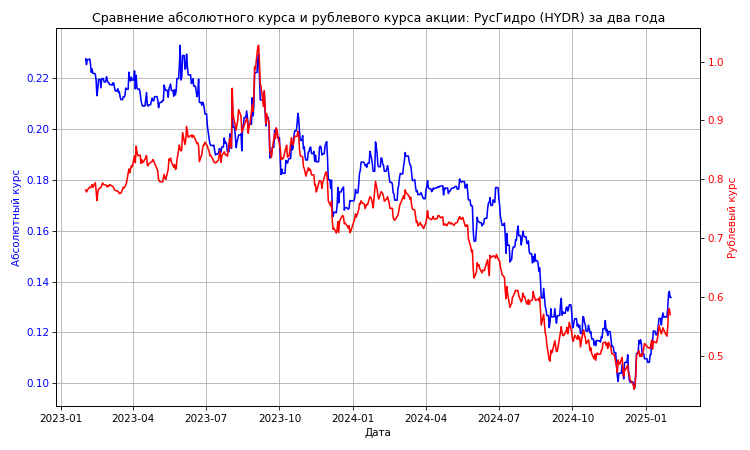 Сравнение абсолютного курса и рублевого курса акции: РусГидро (HYDR) за два года
Абсолютный курс
0.22
0.20
0.18
0.16
0.14
0.12
0.10
1.0
0.9
0.8
0.7
0.6
0.5
Рублевый курс
2023-01 2023-04 2023-07 2023-10 2024-01 2024-04 2024-07 2024-10 2025-01
Дата